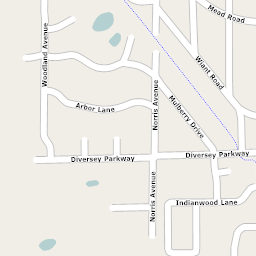 Mead Road
Woodland Avenue
Wiant Road
Norris Avenue
Mulberry Drive
Arbor Lane
Diversey Parkway
Diversey Parkway
Norris Avenue
Indianwood Lane